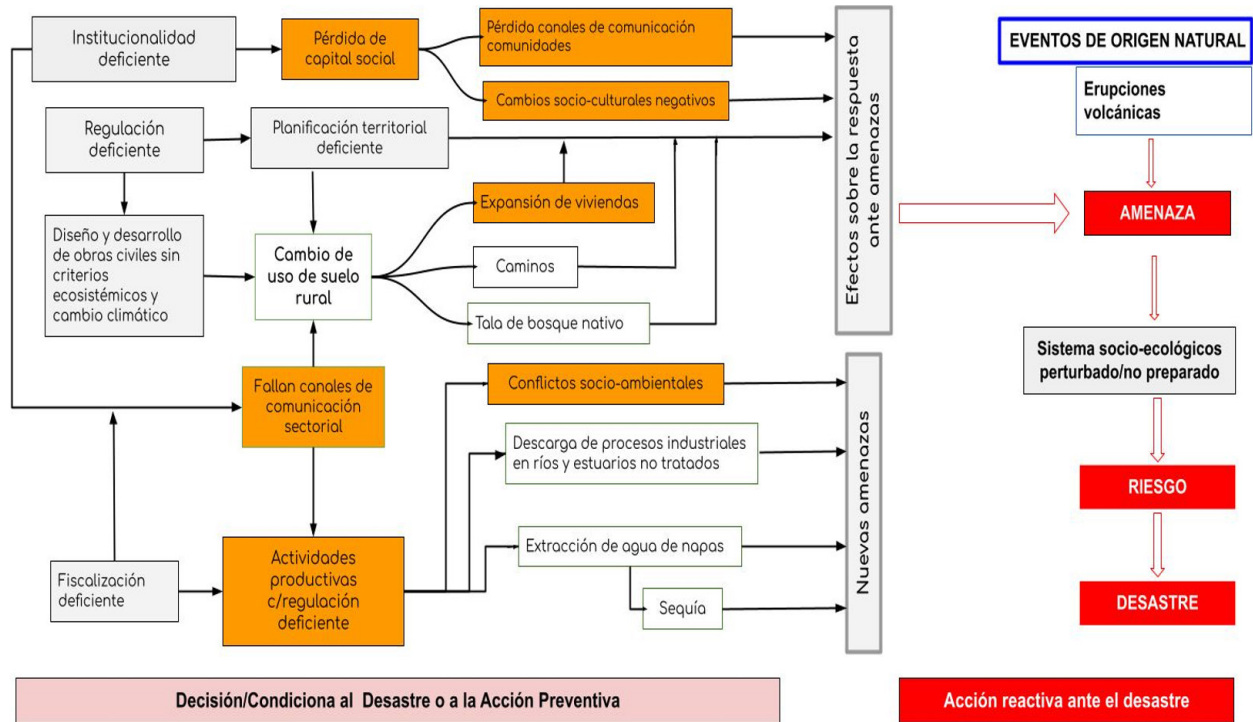 Institucionalidad
deficiente
Pérdida de
capital social
Pérdida canales de comunicación
comunidades
Cambios socio-culturales negativos
Regulación
deficiente
Planificación territorial
deficiente
Expansión de viviendas
Diseño y desarrollo
de obras civiles sin
criterios
ecosistémicos y
cambio climático
Cambio de
uso de suelo
rural
Caminos
Tala de bosque nativo
Efectos sobre la respuesta
ante amenazas
Fallan canales de
comunicación
sectorial
Conflictos socio-ambientales
Descarga de procesos industriales
en ríos y estuarios no tratados
Fiscalización
deficiente
Actividades
productivas
c/regulación
deficiente
Extracción de agua de napas
Sequía
Nuevas amenazas
EVENTOS DE ORIGEN NATURAL
Erupciones
volcánicas
AMENAZA
Sistema socio-ecológicos
perturbado/no preparado
RIESGO
DESASTRE
Decisión/Condiciona al Desastre o a la Acción Preventiva
Acción reactiva ante el desastre